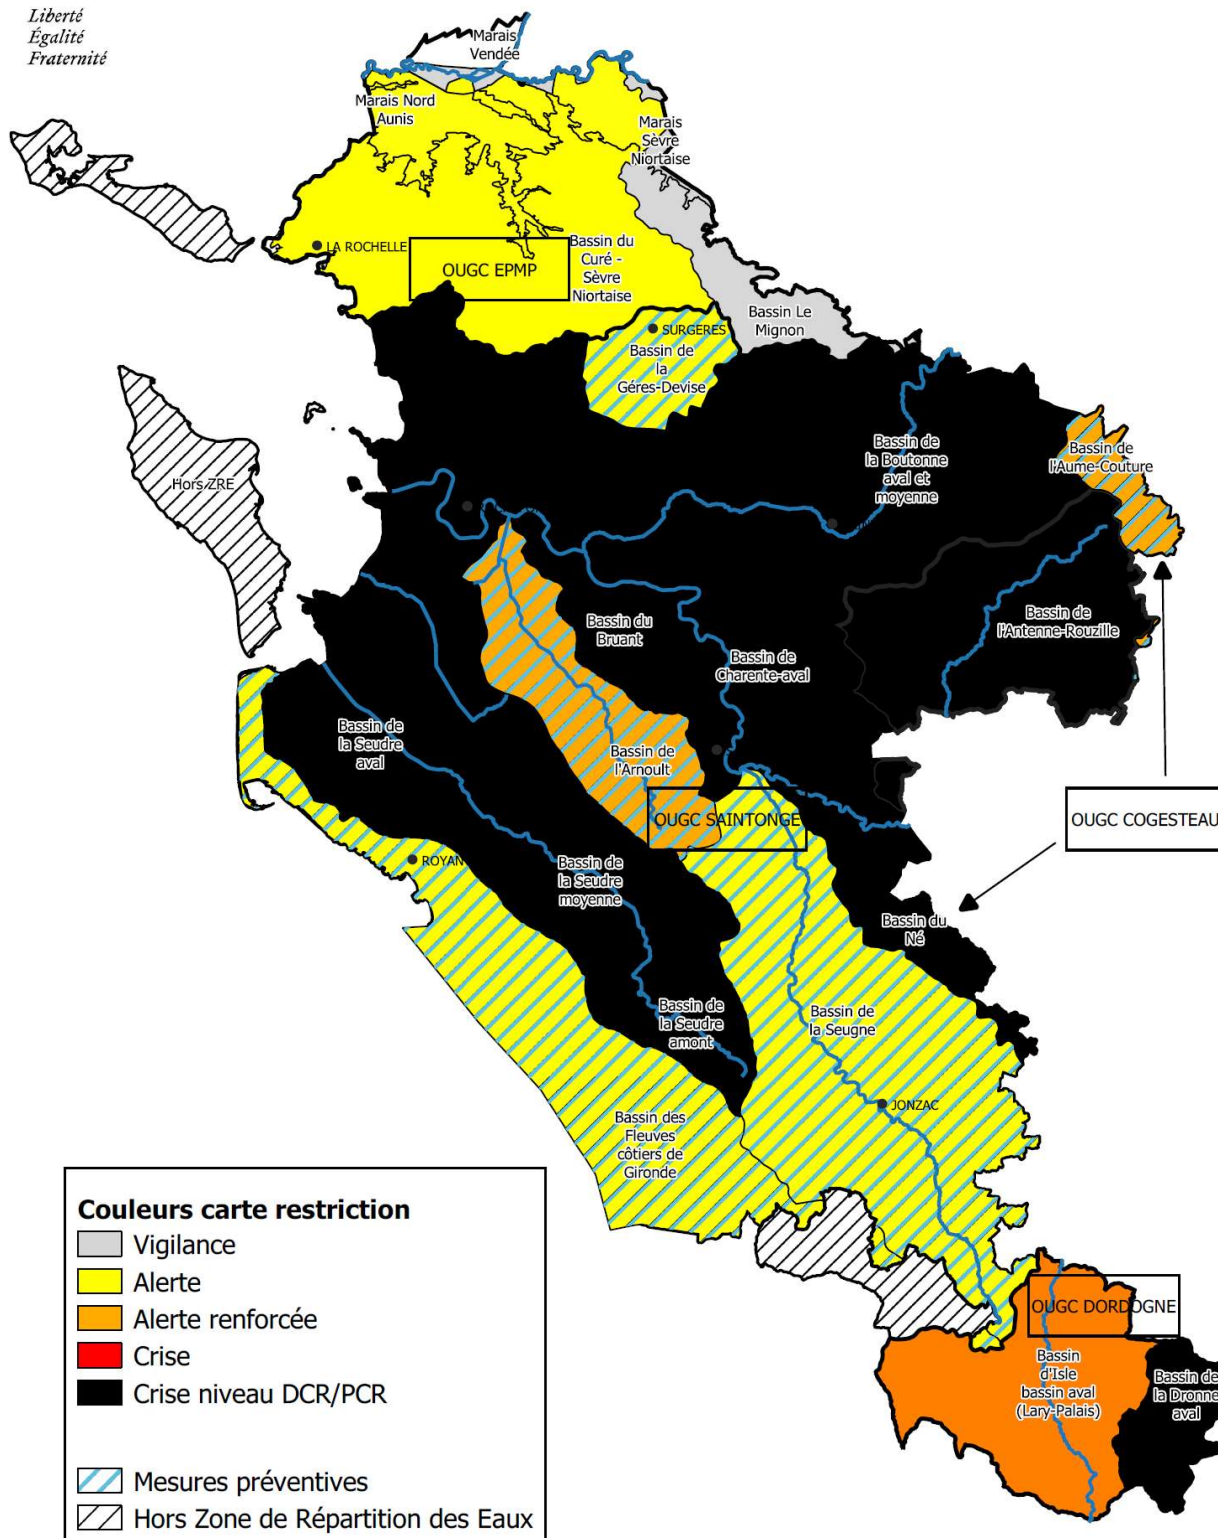 Liberté
Égalité
Fraternité
Marais
Vendée
Marais Nord
Aunis
Marais
Sèvre
Niortaise
LA ROCHELLE
OUGC EPMP
Bassin du
Curé -
Sèvre
Niortaise
Bassin Le
Mignon
SURGERES
Bassin de
la
Géres-Devise
Hors ZRE
Bassin de
la Boutonne
aval et
moyenne
Bassin de
l'Aume-Couture
Bassin du
Bruant
Bassin de
l'Antenne-Rouzille
Bassin de
Charente-aval
Bassin de
la Seudre
aval
Bassin de
l'Arnoult
OUGC SAINTONGE
OUGC COGESTEAU
ROYAN
Bassin de
la Seudre
moyenne
Bassin du
Né
Bassin de
la Seudre
amont
Bassin de
la Seugne
JONZAC
Bassin des
Fleuves
côtiers de
Gironde
OUGC DORDOGNE
Bassin
d'Isle
bassin aval
(Lary-Palais)
Bassin de
la Dronne
aval
Couleurs carte restriction
Vigilance
Alerte
Alerte renforcée
Crise
Crise niveau DCR/PCR
Mesures préventives
Hors Zone de Répartition des Eaux